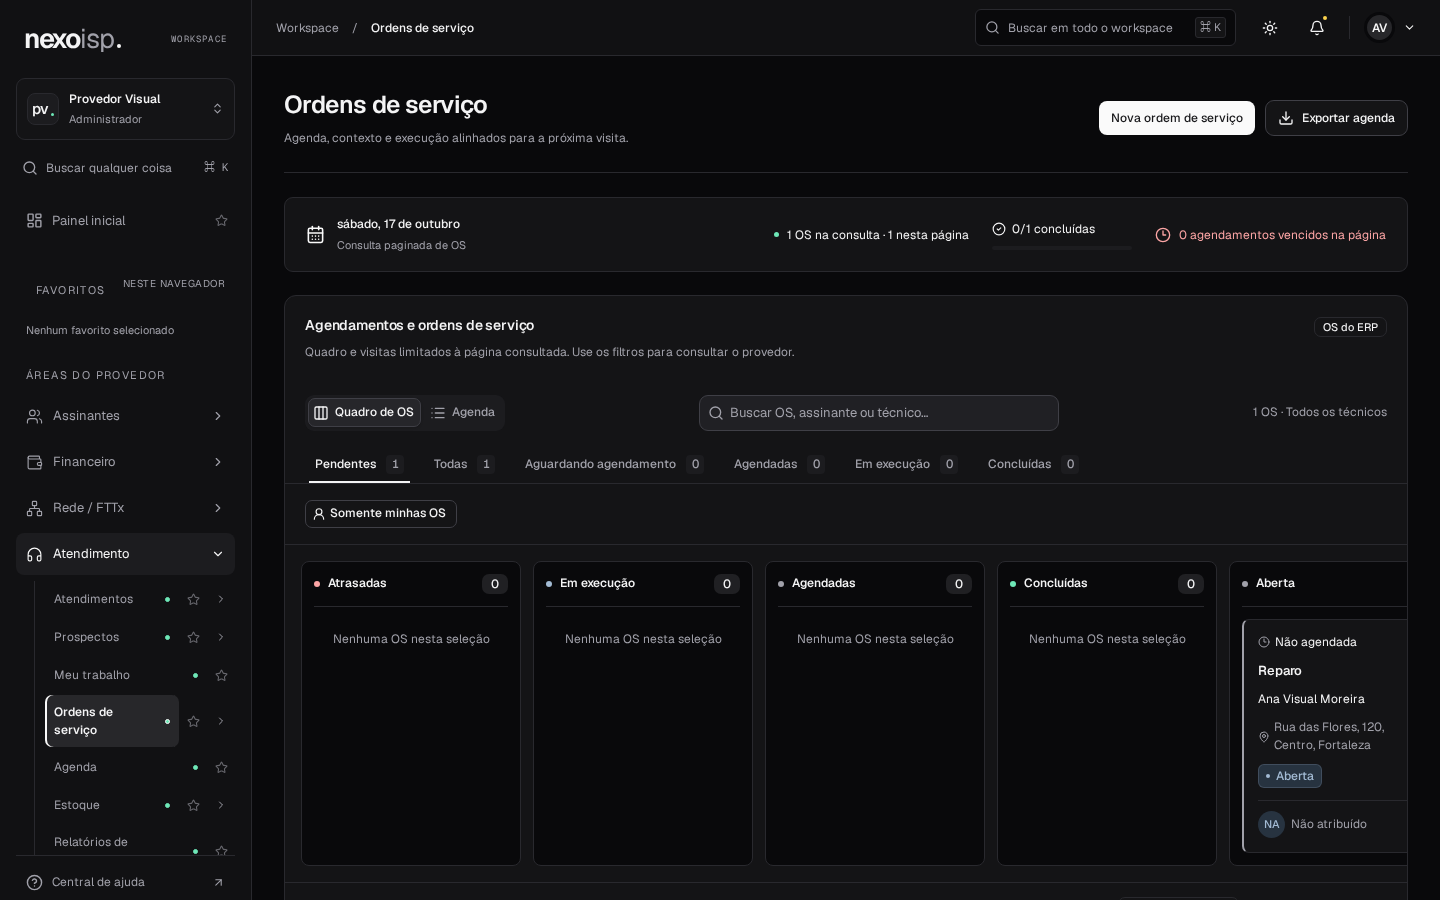 nexoisp.
WORKSPACE
pv.
Provedor Visual
Administrador
Buscar qualquer coisa
⌘ K
Painel inicial
FAVORITOS
NESTE NAVEGADOR
Nenhum favorito selecionado
ÁREAS DO PROVEDOR
Assinantes
Financeiro
Rede / FTTx
Atendimento
Atendimentos
Prospectos
Meu trabalho
Ordens de
serviço
Agenda
Estoque
Relatórios de
Central de ajuda
Workspace / Ordens de serviço
Buscar em todo o workspace
⌘ K
AV
Ordens de serviço
Agenda, contexto e execução alinhados para a próxima visita.
Nova ordem de serviço
Exportar agenda
sábado, 17 de outubro
Consulta paginada de OS
1 OS na consulta · 1 nesta página
0/1 concluídas
0 agendamentos vencidos na página
Agendamentos e ordens de serviço
OS do ERP
Quadro e visitas limitados à página consultada. Use os filtros para consultar o provedor.
Quadro de OS
Agenda
Buscar OS, assinante ou técnico...
1 OS · Todos os técnicos
Pendentes 1
Todas 1
Aguardando agendamento 0
Agendadas 0
Em execução 0
Concluídas 0
Somente minhas OS
Atrasadas 0
Nenhuma OS nesta seleção
Em execução 0
Nenhuma OS nesta seleção
Agendadas 0
Nenhuma OS nesta seleção
Concluídas 0
Nenhuma OS nesta seleção
Aberta
Não agendada
Reparo
Ana Visual Moreira
Rua das Flores, 120,
Centro, Fortaleza
Aberta
NA
Não atribuído